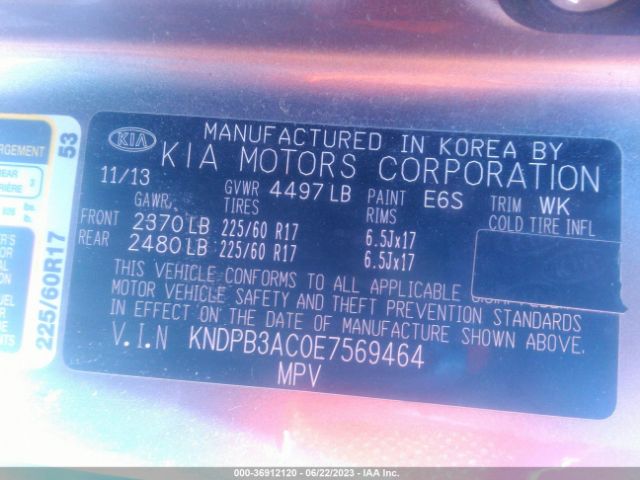 KIA
MANUFACTURED IN KOREA BY
KIA MOTORS CORPORATION
11/13 GVWR 4497 LB PAINT E6S TRIM WK
GAWR. TIRES RIMS COLD TIRE INFL
FRONT 2370 LB 225/60 R17 6.5Jx17
REAR 2480 LB 225/60 R17 6.5Jx17
THIS VEHICLE CONFORMS TO ALL APPLICABLE
MOTOR VEHICLE SAFETY AND THEFT PREVENTION STANDARDS
IN EFFECT ON THE DATE OF MANUFACTURE SHOWN ABOVE.
V.I.N KNDPB3AC0E7569464
MPV
225/60R17 53
000-36912120 - 06/22/2023 - IAA Inc.